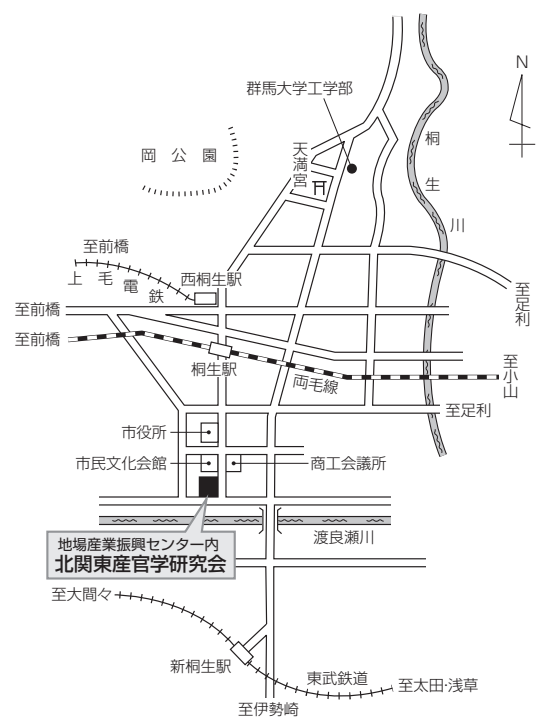 N
群馬大学工学部
天満宮
桐生川
岡公園
至前橋
上毛電鉄
西桐生駅
至足利
至前橋
至前橋
桐生駅
両毛線
至小山
至足利
市役所
市民文化会館
商工会議所
渡良瀬川
地場産業振興センター内
北関東産官学研究会
至大間々
新桐生駅
東武鉄道
至太田・浅草
至伊勢崎